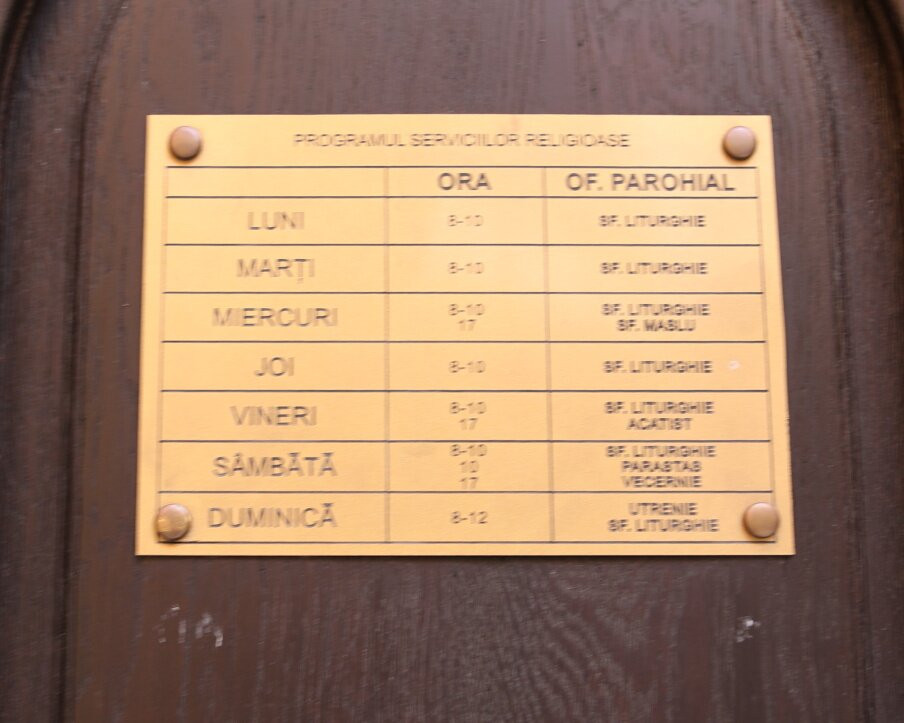 PROGRAMUL SERVICIILOR RELIGIOASE
ORA OF. PAROHIAL
LUNI 8-10 SF. LITURGHIE
MARȚI 8-10 SF. LITURGHIE
MIERCURI 8-10 SF. LITURGHIE
17 SF. MASLU
JOI 8-10 SF. LITURGHIE
VINERI 8-10 SF. LITURGHIE
17 ACATIST
SÂMBĂTĂ 8-10 SF. LITURGHIE
10 PARASTAS
17 VECERNIE
DUMINICĂ 8-12 UTRENIE
SF. LITURGHIE